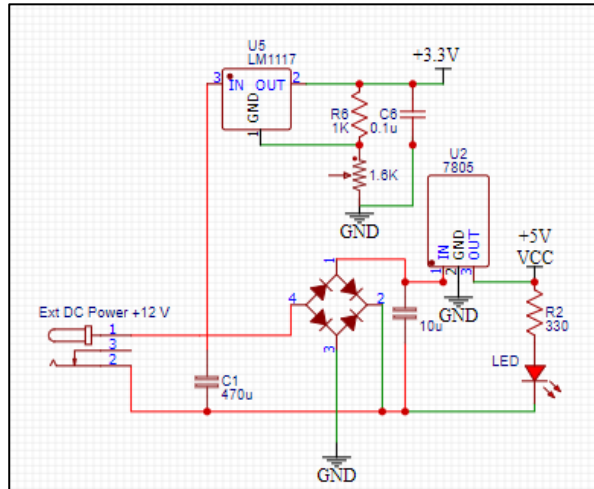 U5
LM1117
3
IN OUT
2
GND
1
+3.3V
R6
1K
C6
0.1u
1.6K
GND
U2
7805
IN
GND
OUT
1
2
3
GND
+5V
VCC
R2
330
LED
Ext DC Power +12 V
1
3
2
1
4
2
3
10u
C1
470u
GND